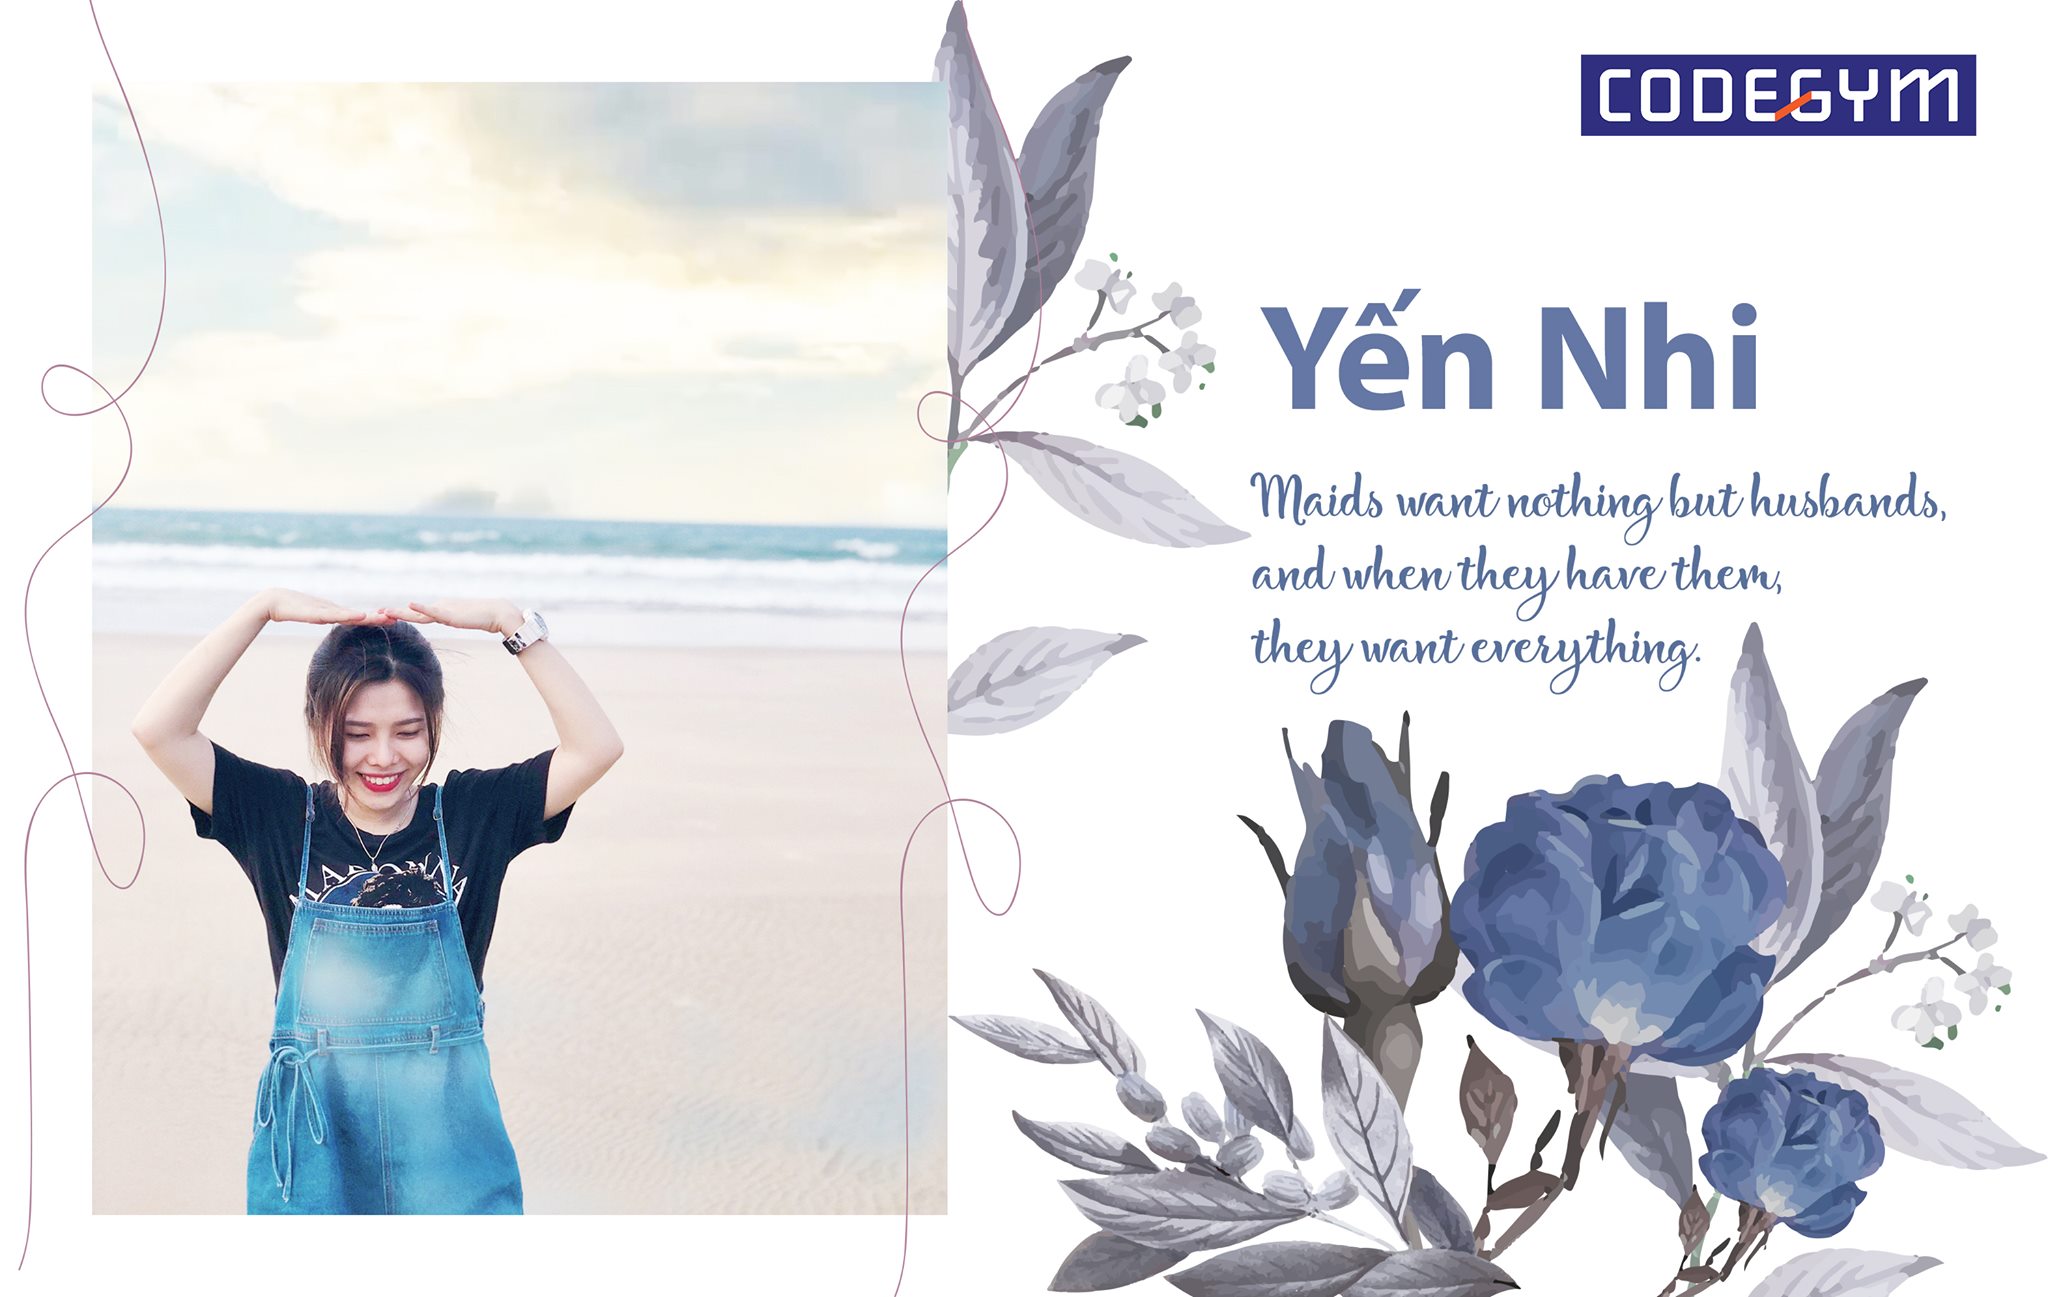 CODEGYM
Yến Nhi
Maids want nothing but husbands,
and when they have them,
they want everything.